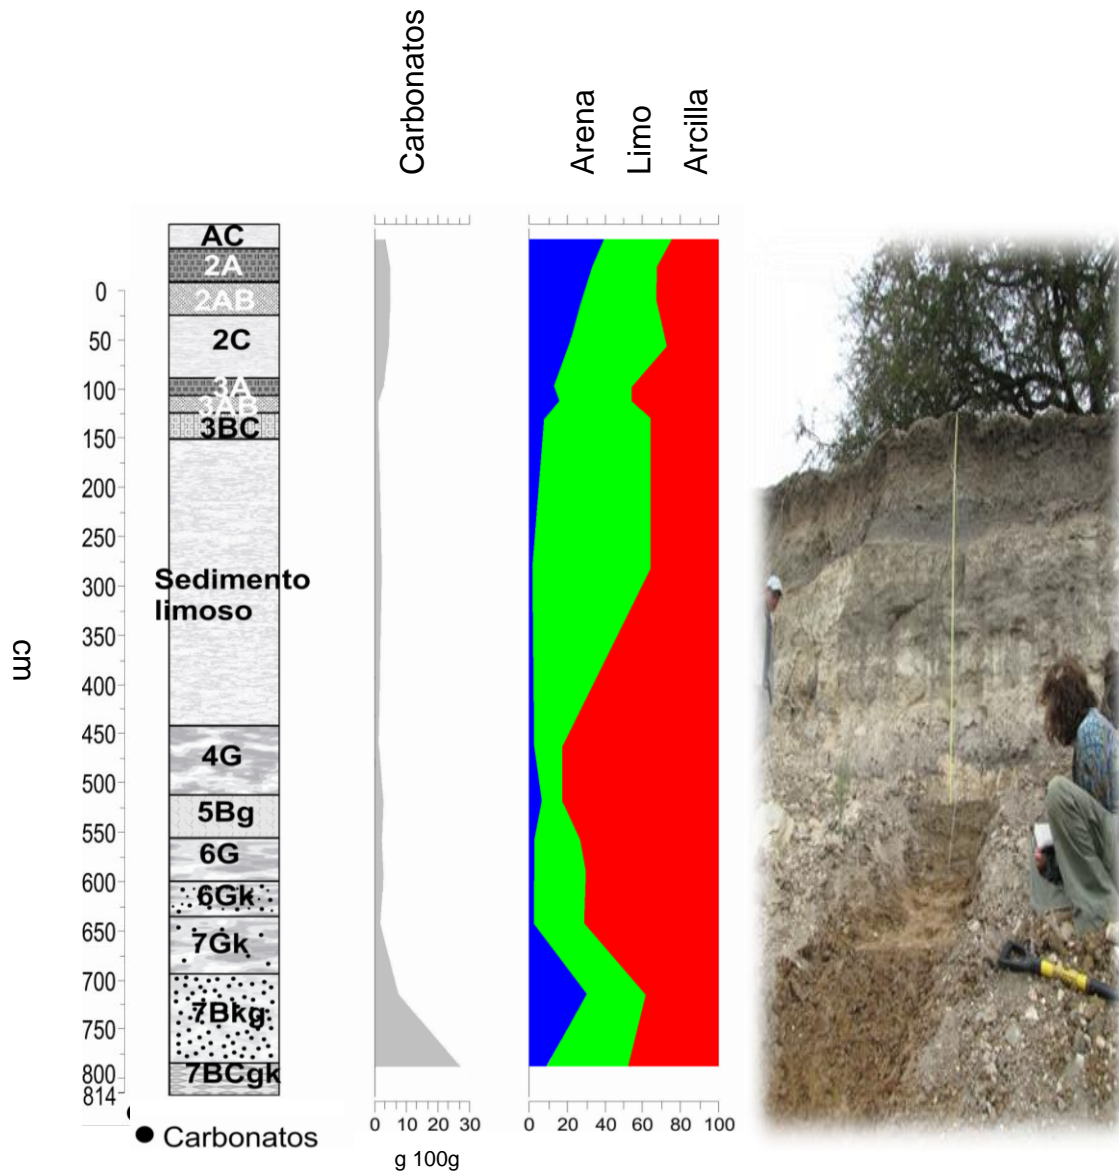 Carbonatos
Arena
Limo
Arcilla
AC
2A
0
2AB
50
2C
100
3A
3AB
150
3BC
200
250
300
Sedimento
limoso
350
cm
400
450
4G
500
5Bg
550
6G
600
6Gk
650
7Gk
700
7Bkg
750
800
7BCgk
814
Carbonatos
0 10 20 30
0 20 40 60 80 100
g 100g